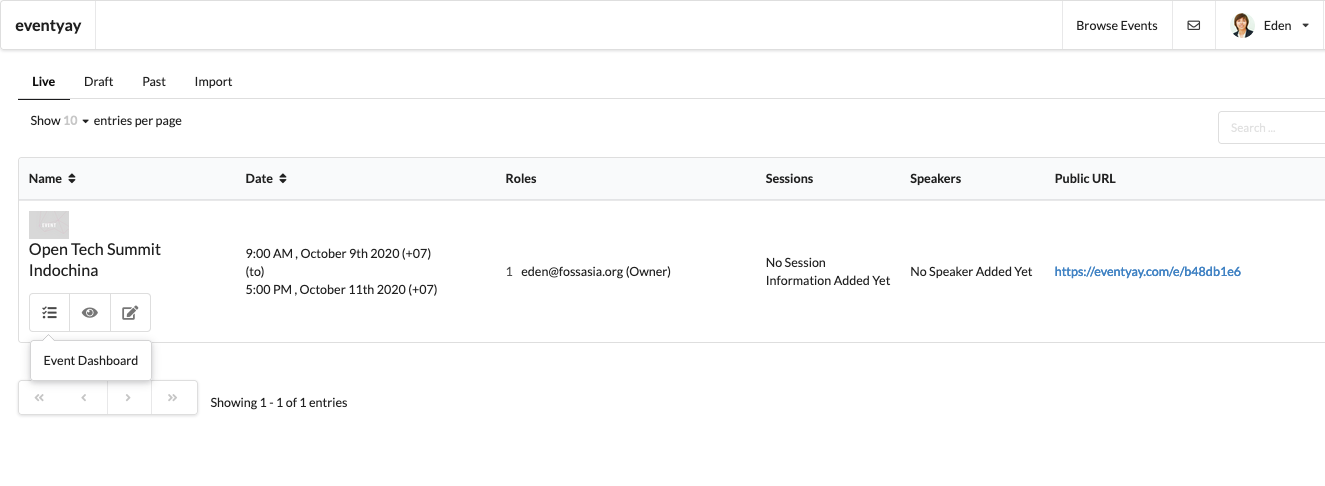 eventyay
Browse Events
Eden
Live Draft Past Import
Show 10 entries per page
Search ...
Name Date Roles Sessions Speakers Public URL
EVENT
Open Tech Summit
Indochina
9:00 AM , October 9th 2020 (+07)
(to)
5:00 PM , October 11th 2020 (+07)
1 eden@fossasia.org (Owner)
No Session
Information Added Yet
No Speaker Added Yet
https://eventyay.com/e/b48db1e6
Event Dashboard
Showing 1 - 1 of 1 entries